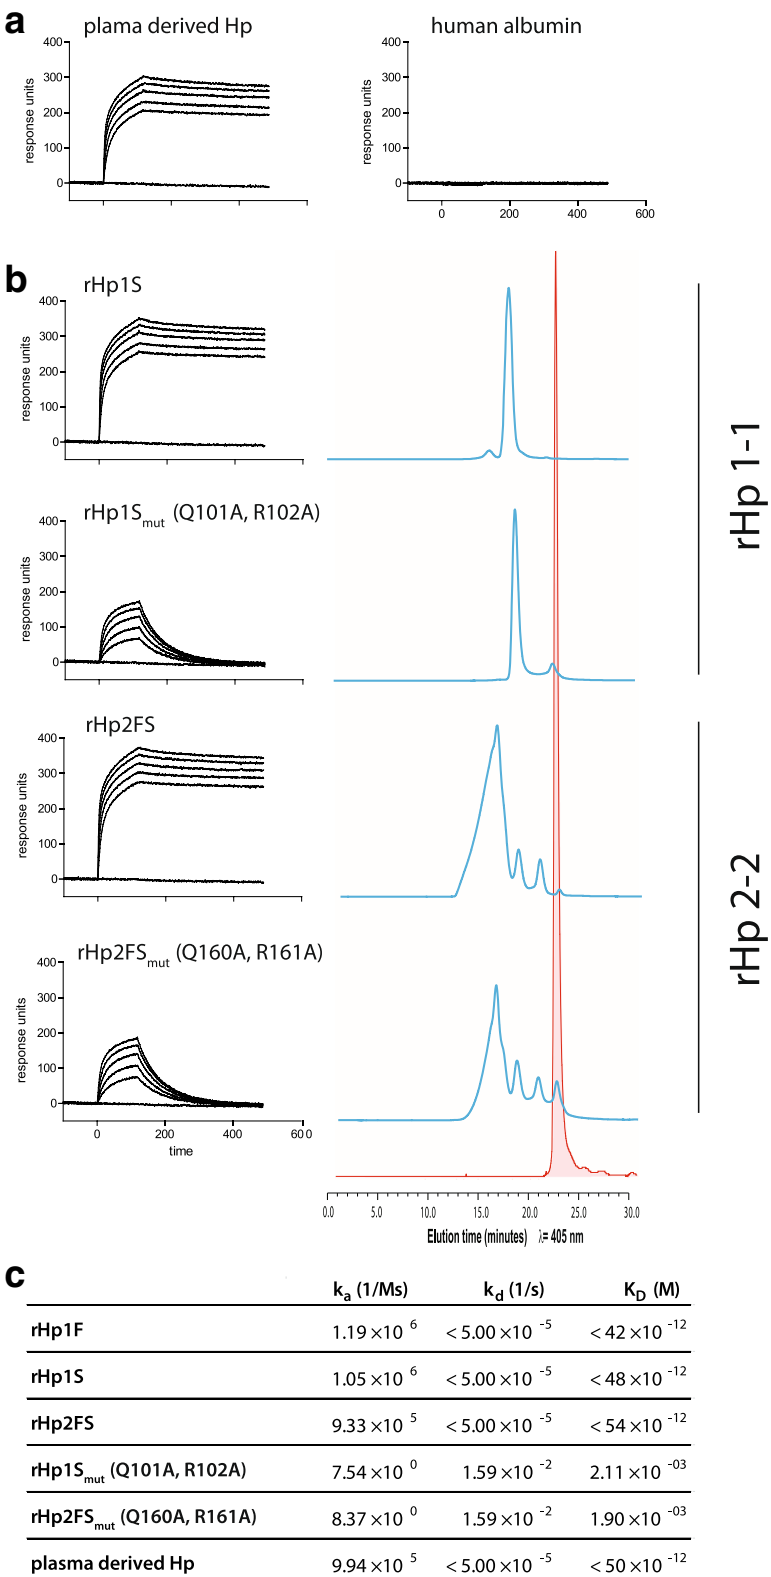 a
plama derived Hp
human albumin
400
300
200
100
0
response units
400
300
200
100
0
response units
0 200 400 600
b
rHp1S
400
300
200
100
0
response units
rHp1Smut (Q101A, R102A)
400
300
200
100
0
response units
rHp 1-1
rHp2FS
400
300
200
100
0
response units
rHp2FSmut (Q160A, R161A)
400
300
200
100
0
response units
0 200 400 600
time
rHp 2-2
0.0 5.0 10.0 15.0 20.0 25.0 30.0
Elution time (minutes) λ= 405 nm
c
ka (1/Ms) kd (1/s) KD (M)
rHp1F 1.19 ×10 6 < 5.00 ×10 -5 < 42 ×10 -12
rHp1S 1.05 ×10 6 < 5.00 ×10 -5 < 48 ×10 -12
rHp2FS 9.33 ×10 5 < 5.00 ×10 -5 < 54 ×10 -12
rHp1Smut (Q101A, R102A) 7.54 ×10 0 1.59 ×10 -2 2.11 ×10 -03
rHp2FSmut (Q160A, R161A) 8.37 ×10 0 1.59 ×10 -2 1.90 ×10 -03
plasma derived Hp 9.94 ×10 5 < 5.00 ×10 -5 < 50 ×10 -12